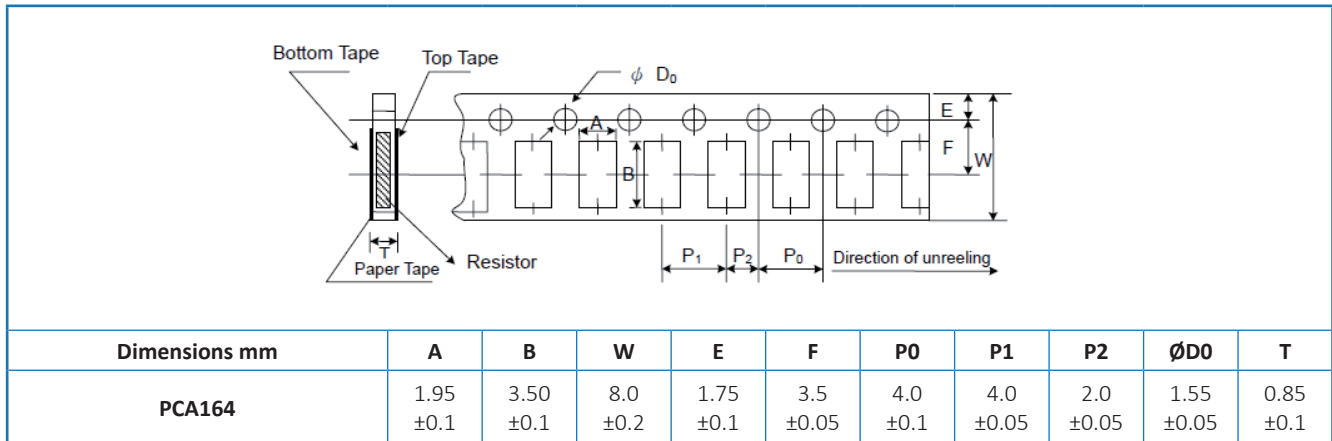 Bottom Tape
Top Tape
ϕ D₀
A
B
E
F
W
T
Paper Tape
Resistor
P₁
P₂
P₀
Direction of unreeling
Dimensions mm A B W E F P0 P1 P2 ØD0 T
PCA164 1.95 3.50 8.0 1.75 3.5 4.0 4.0 2.0 1.55 0.85
±0.1 ±0.1 ±0.2 ±0.1 ±0.05 ±0.1 ±0.05 ±0.05 ±0.05 ±0.1